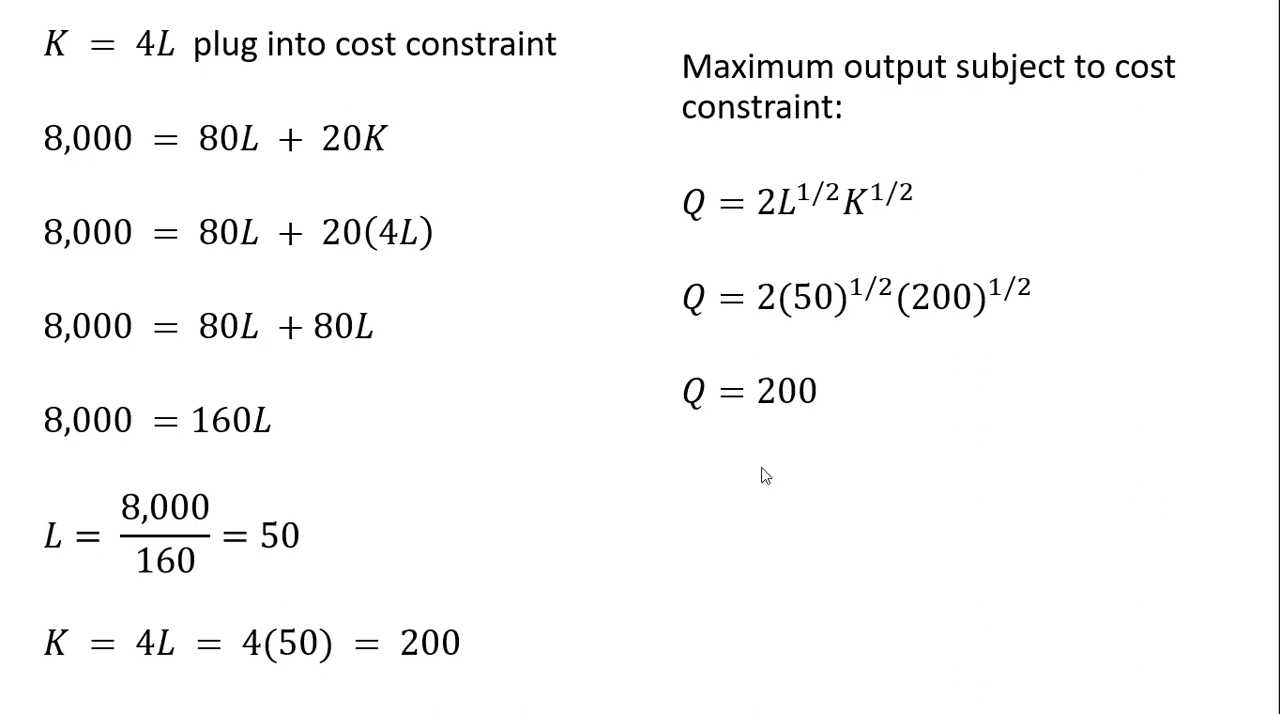 K = 4L plug into cost constraint
8,000 = 80L + 20K
8,000 = 80L + 20(4L)
8,000 = 80L + 80L
8,000 = 160L
L = 8,000/160 = 50
K = 4L = 4(50) = 200
Maximum output subject to cost
constraint:
Q = 2L^{1/2}K^{1/2}
Q = 2(50)^{1/2}(200)^{1/2}
Q = 200